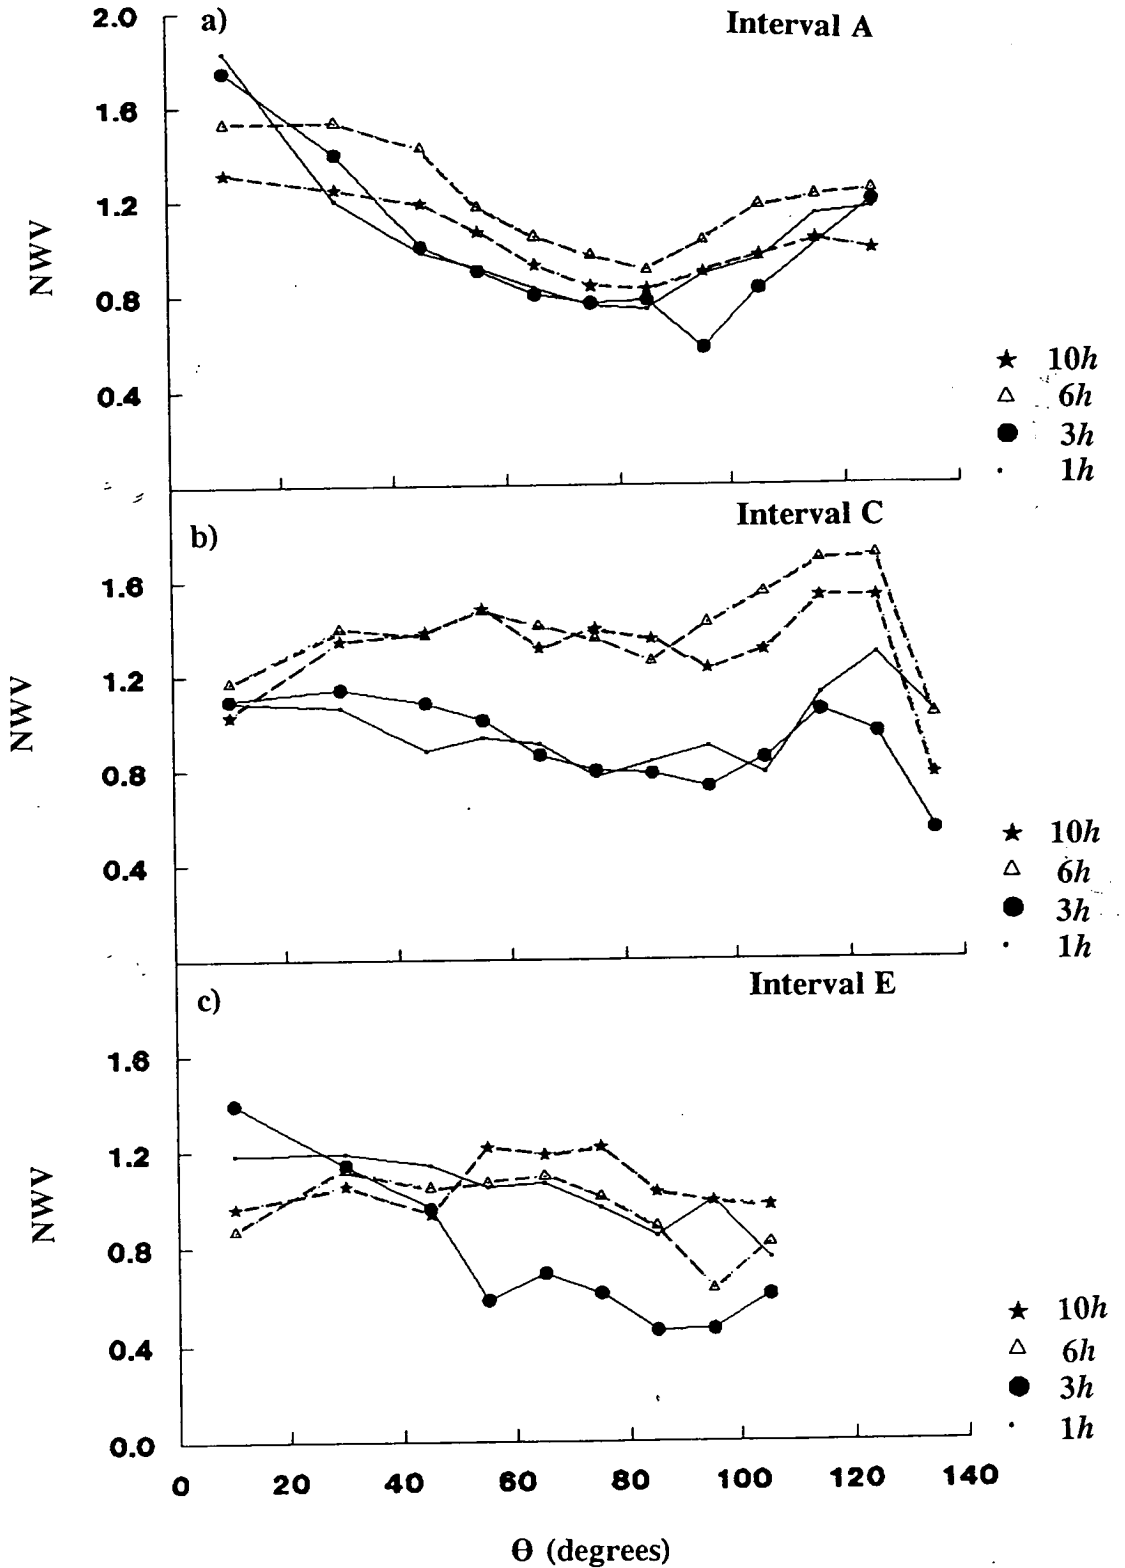 2.0
a)
Interval A
1.6
1.2
NWV
0.8
0.4
10h
6h
3h
1h
Interval C
b)
1.6
1.2
NWV
0.8
0.4
10h
6h
3h
1h
Interval E
c)
1.6
1.2
NWV
0.8
0.4
0.0
10h
6h
3h
1h
0 20 40 60 80 100 120 140
Θ (degrees)